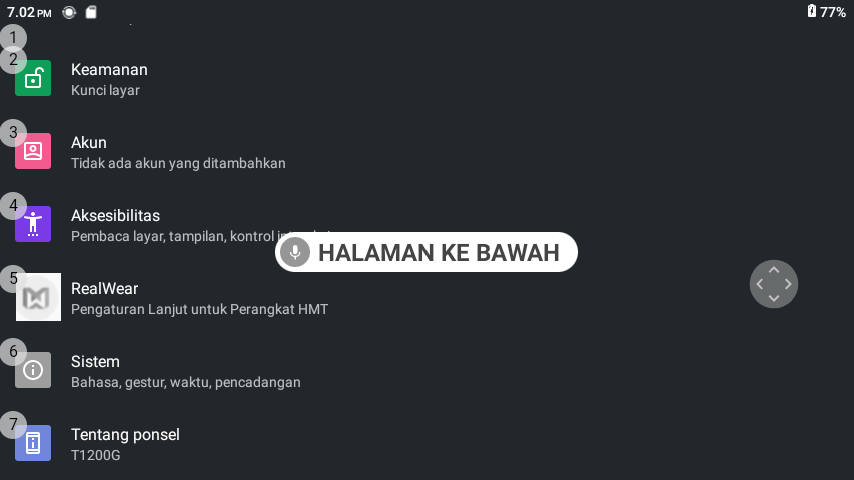 7.02 PM
77%
1
2
Keamanan
Kunci layar
3
Akun
Tidak ada akun yang ditambahkan
4
Aksesibilitas
Pembaca layar, tampilan, kontrol
HALAMAN KE BAWAH
5
RealWear
Pengaturan Lanjut untuk Perangkat HMT
6
Sistem
Bahasa, gestur, waktu, pencadangan
7
Tentang ponsel
T1200G